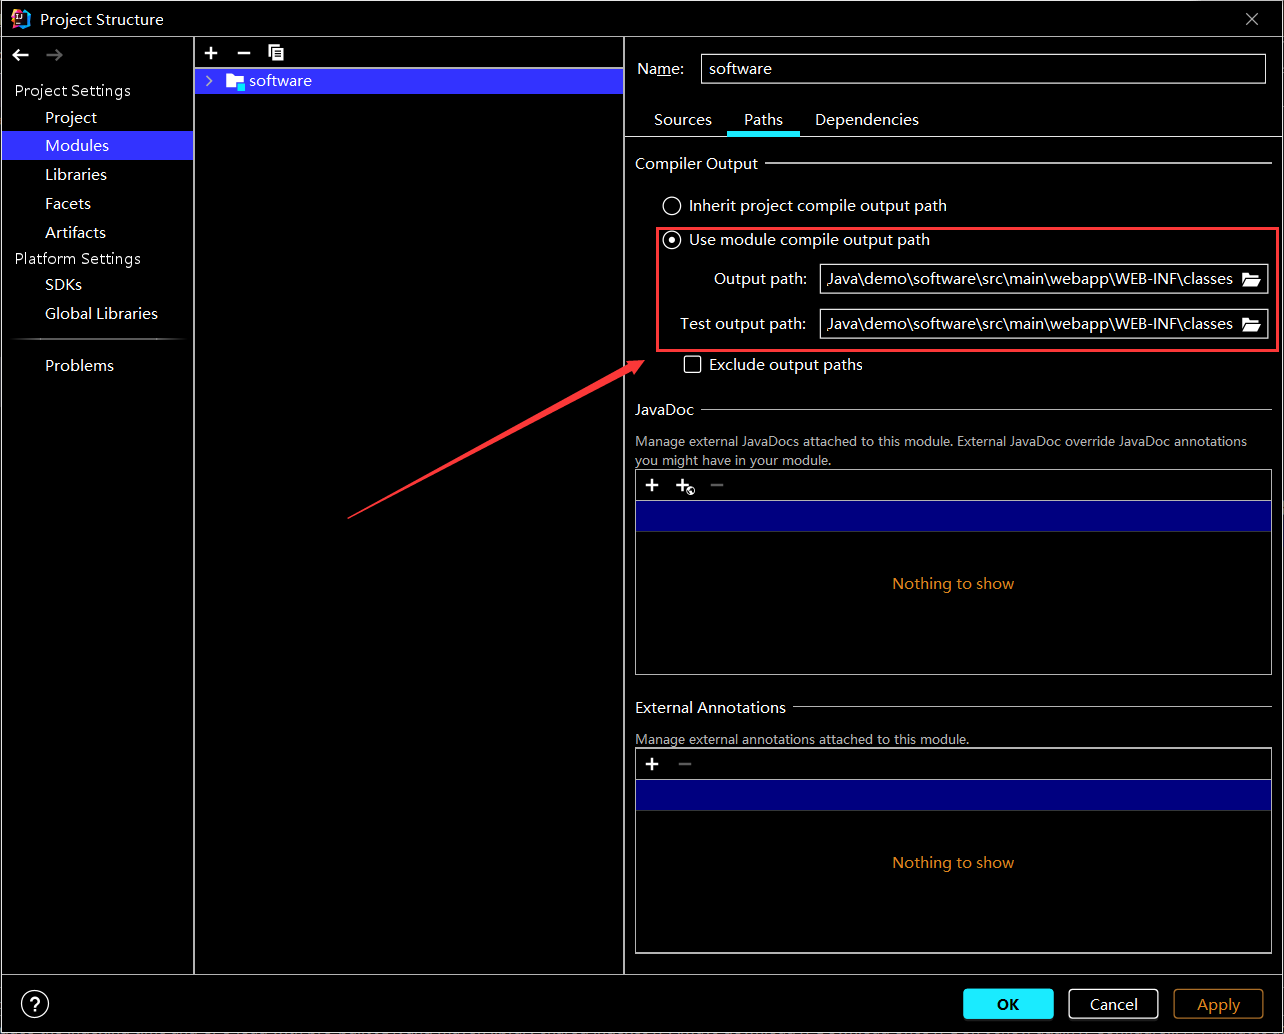 Project Structure
Project Settings
Project
Modules
Libraries
Facets
Artifacts
Platform Settings
SDKs
Global Libraries
Problems
software
Name: software
Sources Paths Dependencies
Compiler Output
Inherit project compile output path
Use module compile output path
Output path: Java\demo\software\src\main\webapp\WEB-INF\classes
Test output path: Java\demo\software\src\main\webapp\WEB-INF\classes
Exclude output paths
JavaDoc
Manage external JavaDocs attached to this module. External JavaDoc override JavaDoc annotations
you might have in your module.
Nothing to show
External Annotations
Manage external annotations attached to this module.
Nothing to show
?
OK Cancel Apply